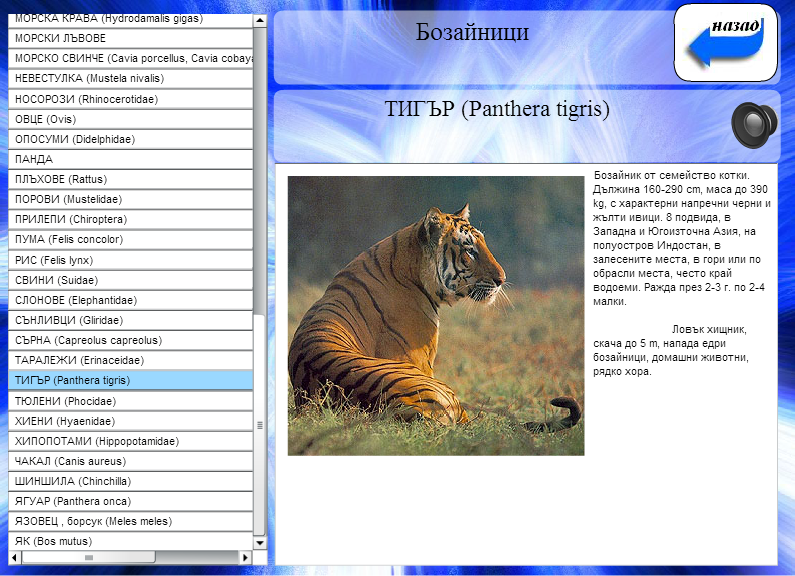 МОРСКА КРАВА (Hydrodamalis gigas)
МОРСКИ ЛЪВОВЕ
МОРСКО СВИНЧЕ (Cavia porcellus, Cavia cobaya
НЕВЕСТУЛКА (Mustela nivalis)
НОСОРОЗИ (Rhinocerotidae)
ОВЦЕ (Ovis)
ОПОСУМИ (Didelphidae)
ПАНДА
ПЛЪХОВЕ (Rattus)
ПОРОВИ (Mustelidae)
ПРИЛЕПИ (Chiroptera)
ПУМА (Felis concolor)
РИС (Felis lynx)
СВИНИ (Suidae)
СЛОНОВЕ (Elephantidae)
СЪНЛИВЦИ (Gliridae)
СЪРНА (Capreolus capreolus)
ТАРАЛЕЖИ (Erinaceidae)
ТИГЪР (Panthera tigris)
ТЮЛЕНИ (Phocidae)
ХИЕНИ (Hyaenidae)
ХИПОПОТАМИ (Hippopotamidae)
ЧАКАЛ (Canis aureus)
ШИНШИЛА (Chinchilla)
ЯГУАР (Panthera onca)
ЯЗОВЕЦ , борсук (Meles meles)
ЯК (Bos mutus)
Бозайници
назад
ТИГЪР (Panthera tigris)
Бозайник от семейство котки.
Дължина 160-290 cm, маса до 390
kg, с характерни напречни черни и
жълти ивици. 8 подвида, в
Западна и Югоизточна Азия, на
полуостров Индостан, в
залесените места, в гори или по
обрасли места, често край
водоеми. Ражда през 2-3 г. по 2-4
малки.
Ловък хищник,
скача до 5 m, напада едри
бозайници, домашни животни,
рядко хора.